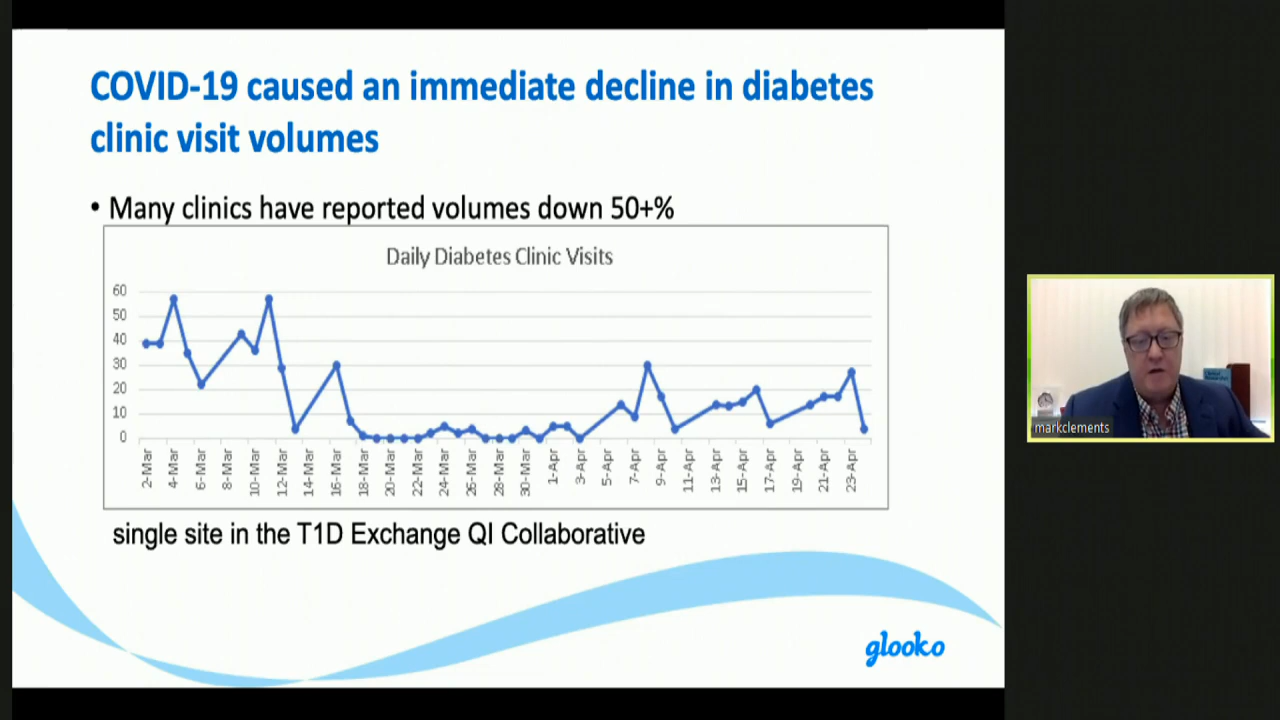 COVID-19 caused an immediate decline in diabetes
clinic visit volumes
• Many clinics have reported volumes down 50+%
Daily Diabetes Clinic Visits
60
50
40
30
20
10
0
2-Mar
4-Mar
6-Mar
8-Mar
10-Mar
12-Mar
14-Mar
16-Mar
18-Mar
20-Mar
22-Mar
24-Mar
26-Mar
28-Mar
30-Mar
1-Apr
3-Apr
5-Apr
7-Apr
9-Apr
11-Apr
13-Apr
15-Apr
17-Apr
19-Apr
21-Apr
23-Apr
single site in the T1D Exchange QI Collaborative
glooko
markclements